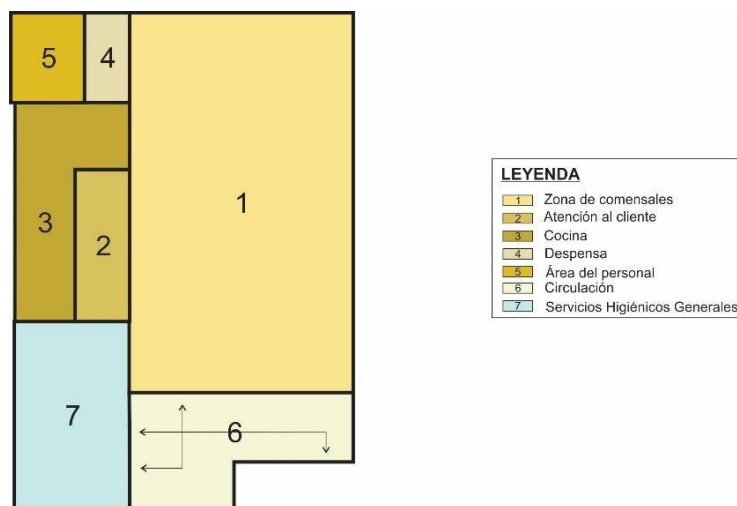 5
4
1
3
2
7
6
LEYENDA
1 Zona de comensales
2 Atención al cliente
3 Cocina
4 Despensa
5 Área del personal
6 Circulación
7 Servicios Higiénicos Generales